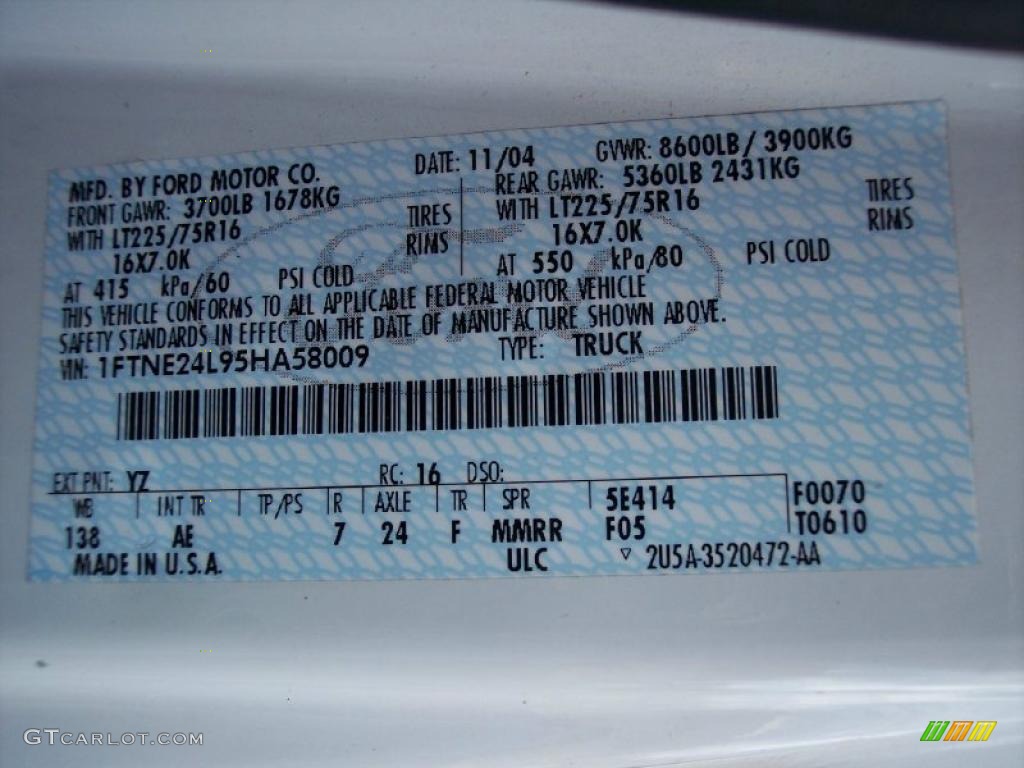 MFD. BY FORD MOTOR CO. DATE: 11/04 GVWR: 8600LB / 3900KG
FRONT GAWR: 3700LB 1678KG REAR GAWR: 5360LB 2431KG
WITH LT225/75R16 TIRES WITH LT225/75R16 TIRES
16X7.0K RIMS 16X7.0K RIMS
AT 415 kPa/60 PSI COLD AT 550 kPa/80 PSI COLD
THIS VEHICLE CONFORMS TO ALL APPLICABLE FEDERAL MOTOR VEHICLE
SAFETY STANDARDS IN EFFECT ON THE DATE OF MANUFACTURE SHOWN ABOVE.
VIN: 1FTNE24L95HA58009 TYPE: TRUCK
EXT PNT: YZ RC: 16 DSO:
WB INT TR TP/PS R AXLE TR SPR 5E414 F0070
138 AE 7 24 F MMRR F05 T0610
MADE IN U.S.A. ULC ▽ 2U5A-3520472-AA
GTCARLOT.COM